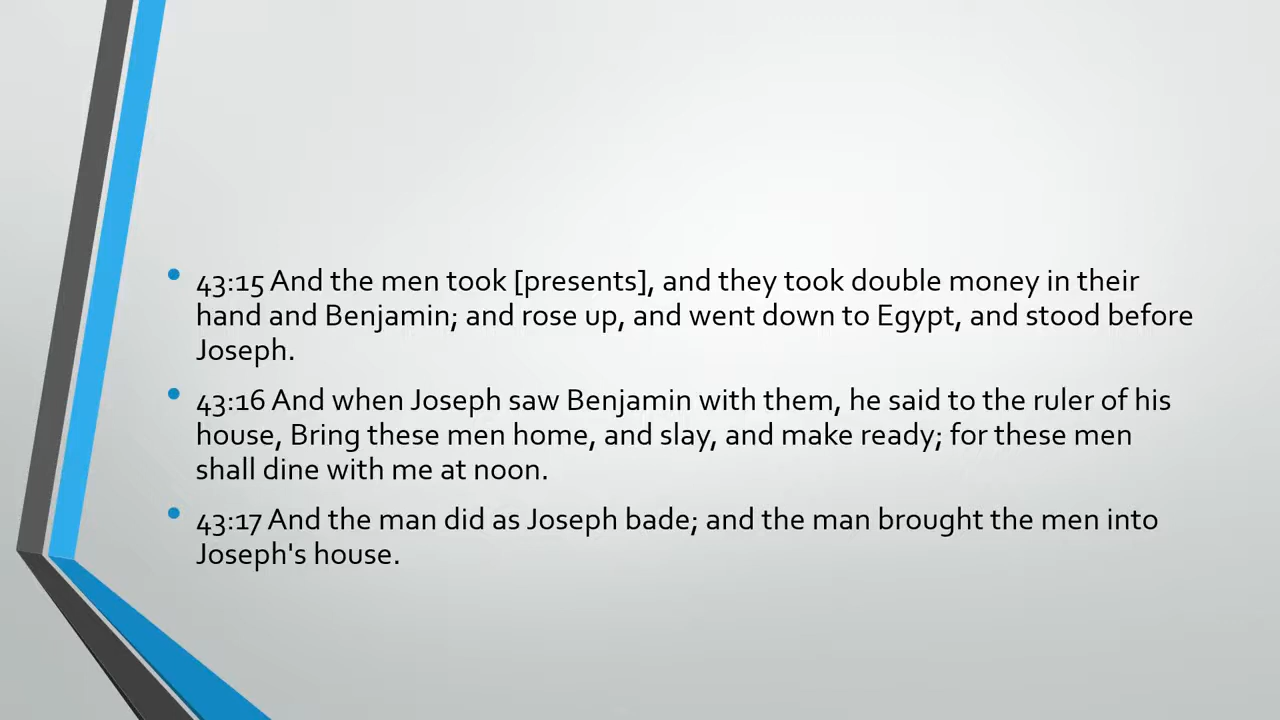 • 43:15 And the men took [presents], and they took double money in their
hand and Benjamin; and rose up, and went down to Egypt, and stood before
Joseph.
• 43:16 And when Joseph saw Benjamin with them, he said to the ruler of his
house, Bring these men home, and slay, and make ready; for these men
shall dine with me at noon.
• 43:17 And the man did as Joseph bade; and the man brought the men into
Joseph's house.